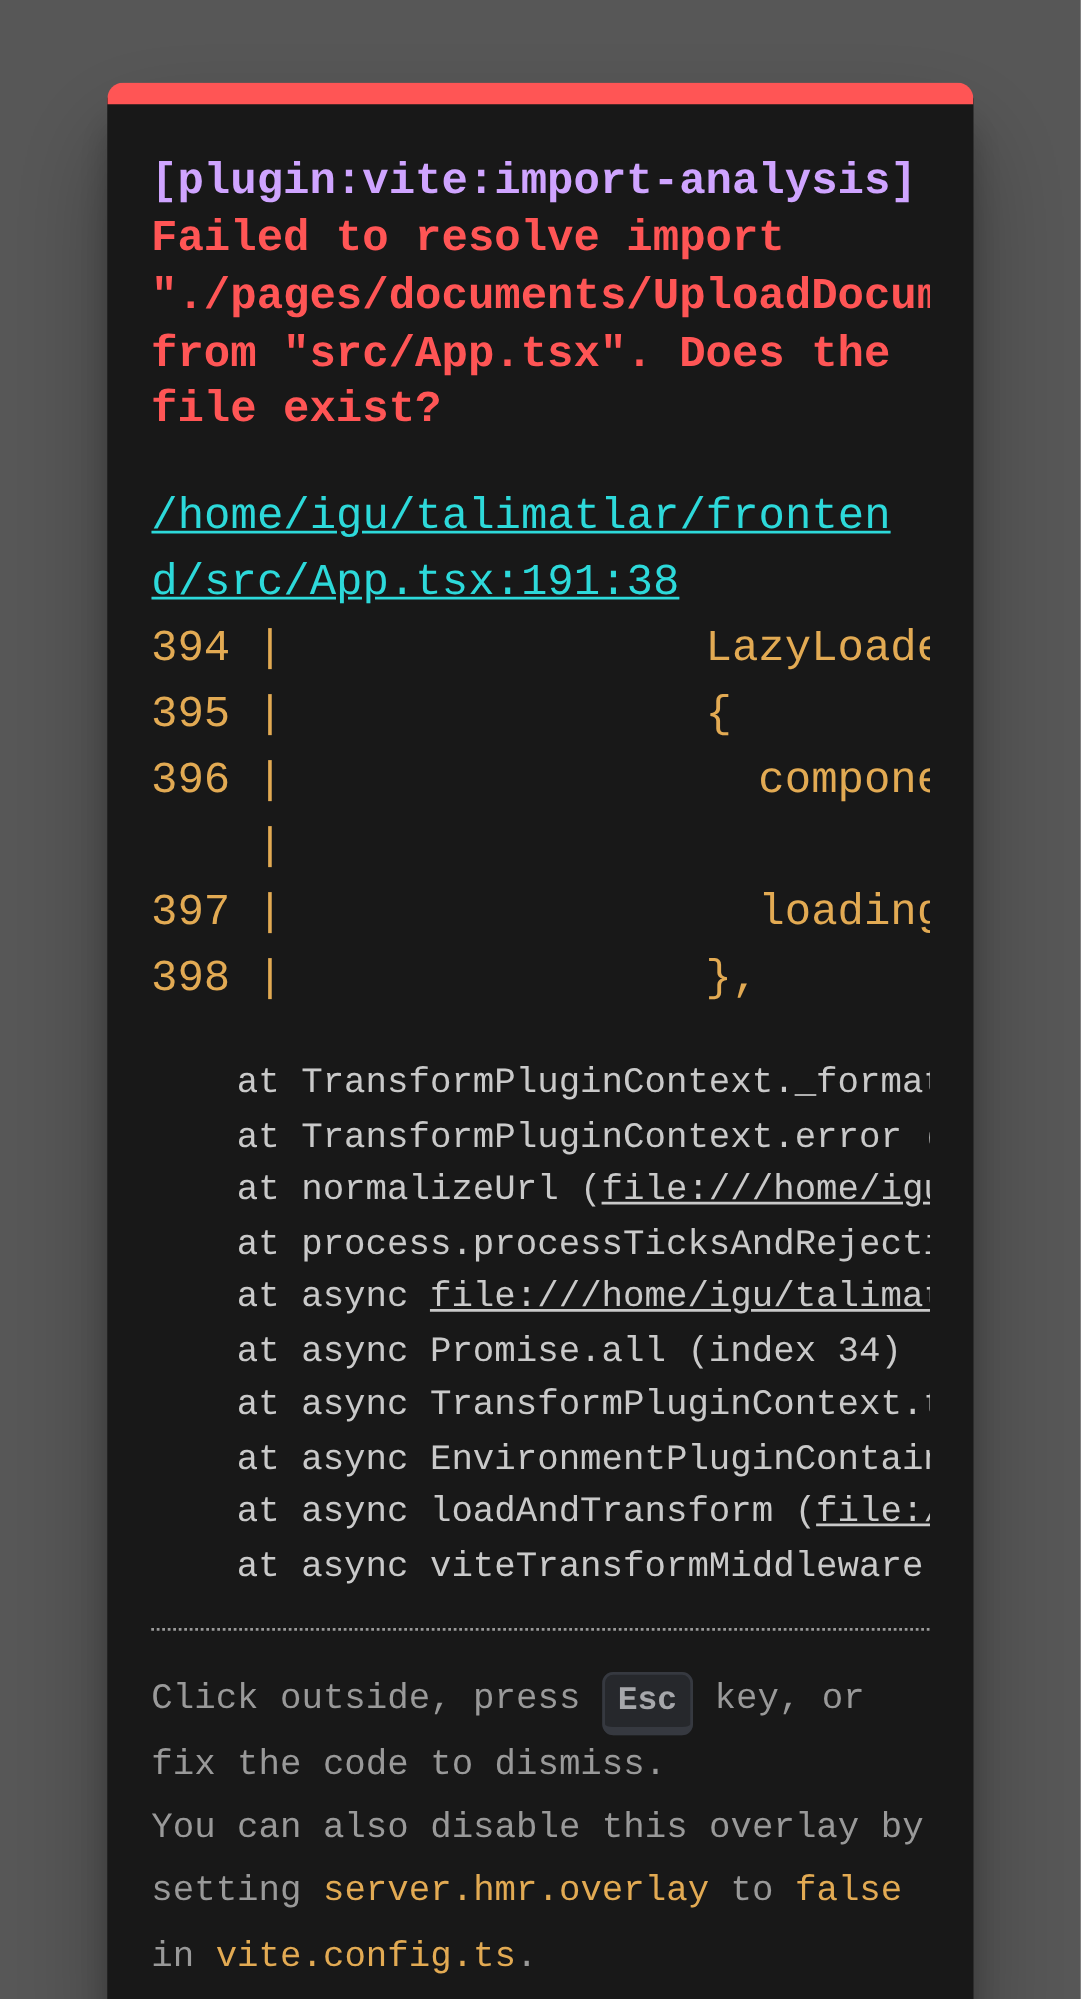 [plugin:vite:import-analysis]
Failed to resolve import
"./pages/documents/UploadDocum
from "src/App.tsx". Does the
file exist?
/home/igu/talimatlar/fronten
d/src/App.tsx:191:38
394 | LazyLoade
395 | {
396 | compone
|
397 | loading
398 | },
at TransformPluginContext._format
at TransformPluginContext.error (
at normalizeUrl (file:///home/igu
at process.processTicksAndRejecti
at async file:///home/igu/talimat
at async Promise.all (index 34)
at async TransformPluginContext.t
at async EnvironmentPluginContain
at async loadAndTransform (file:/
at async viteTransformMiddleware
Click outside, press Esc key, or
fix the code to dismiss.
You can also disable this overlay by
setting server.hmr.overlay to false
in vite.config.ts.